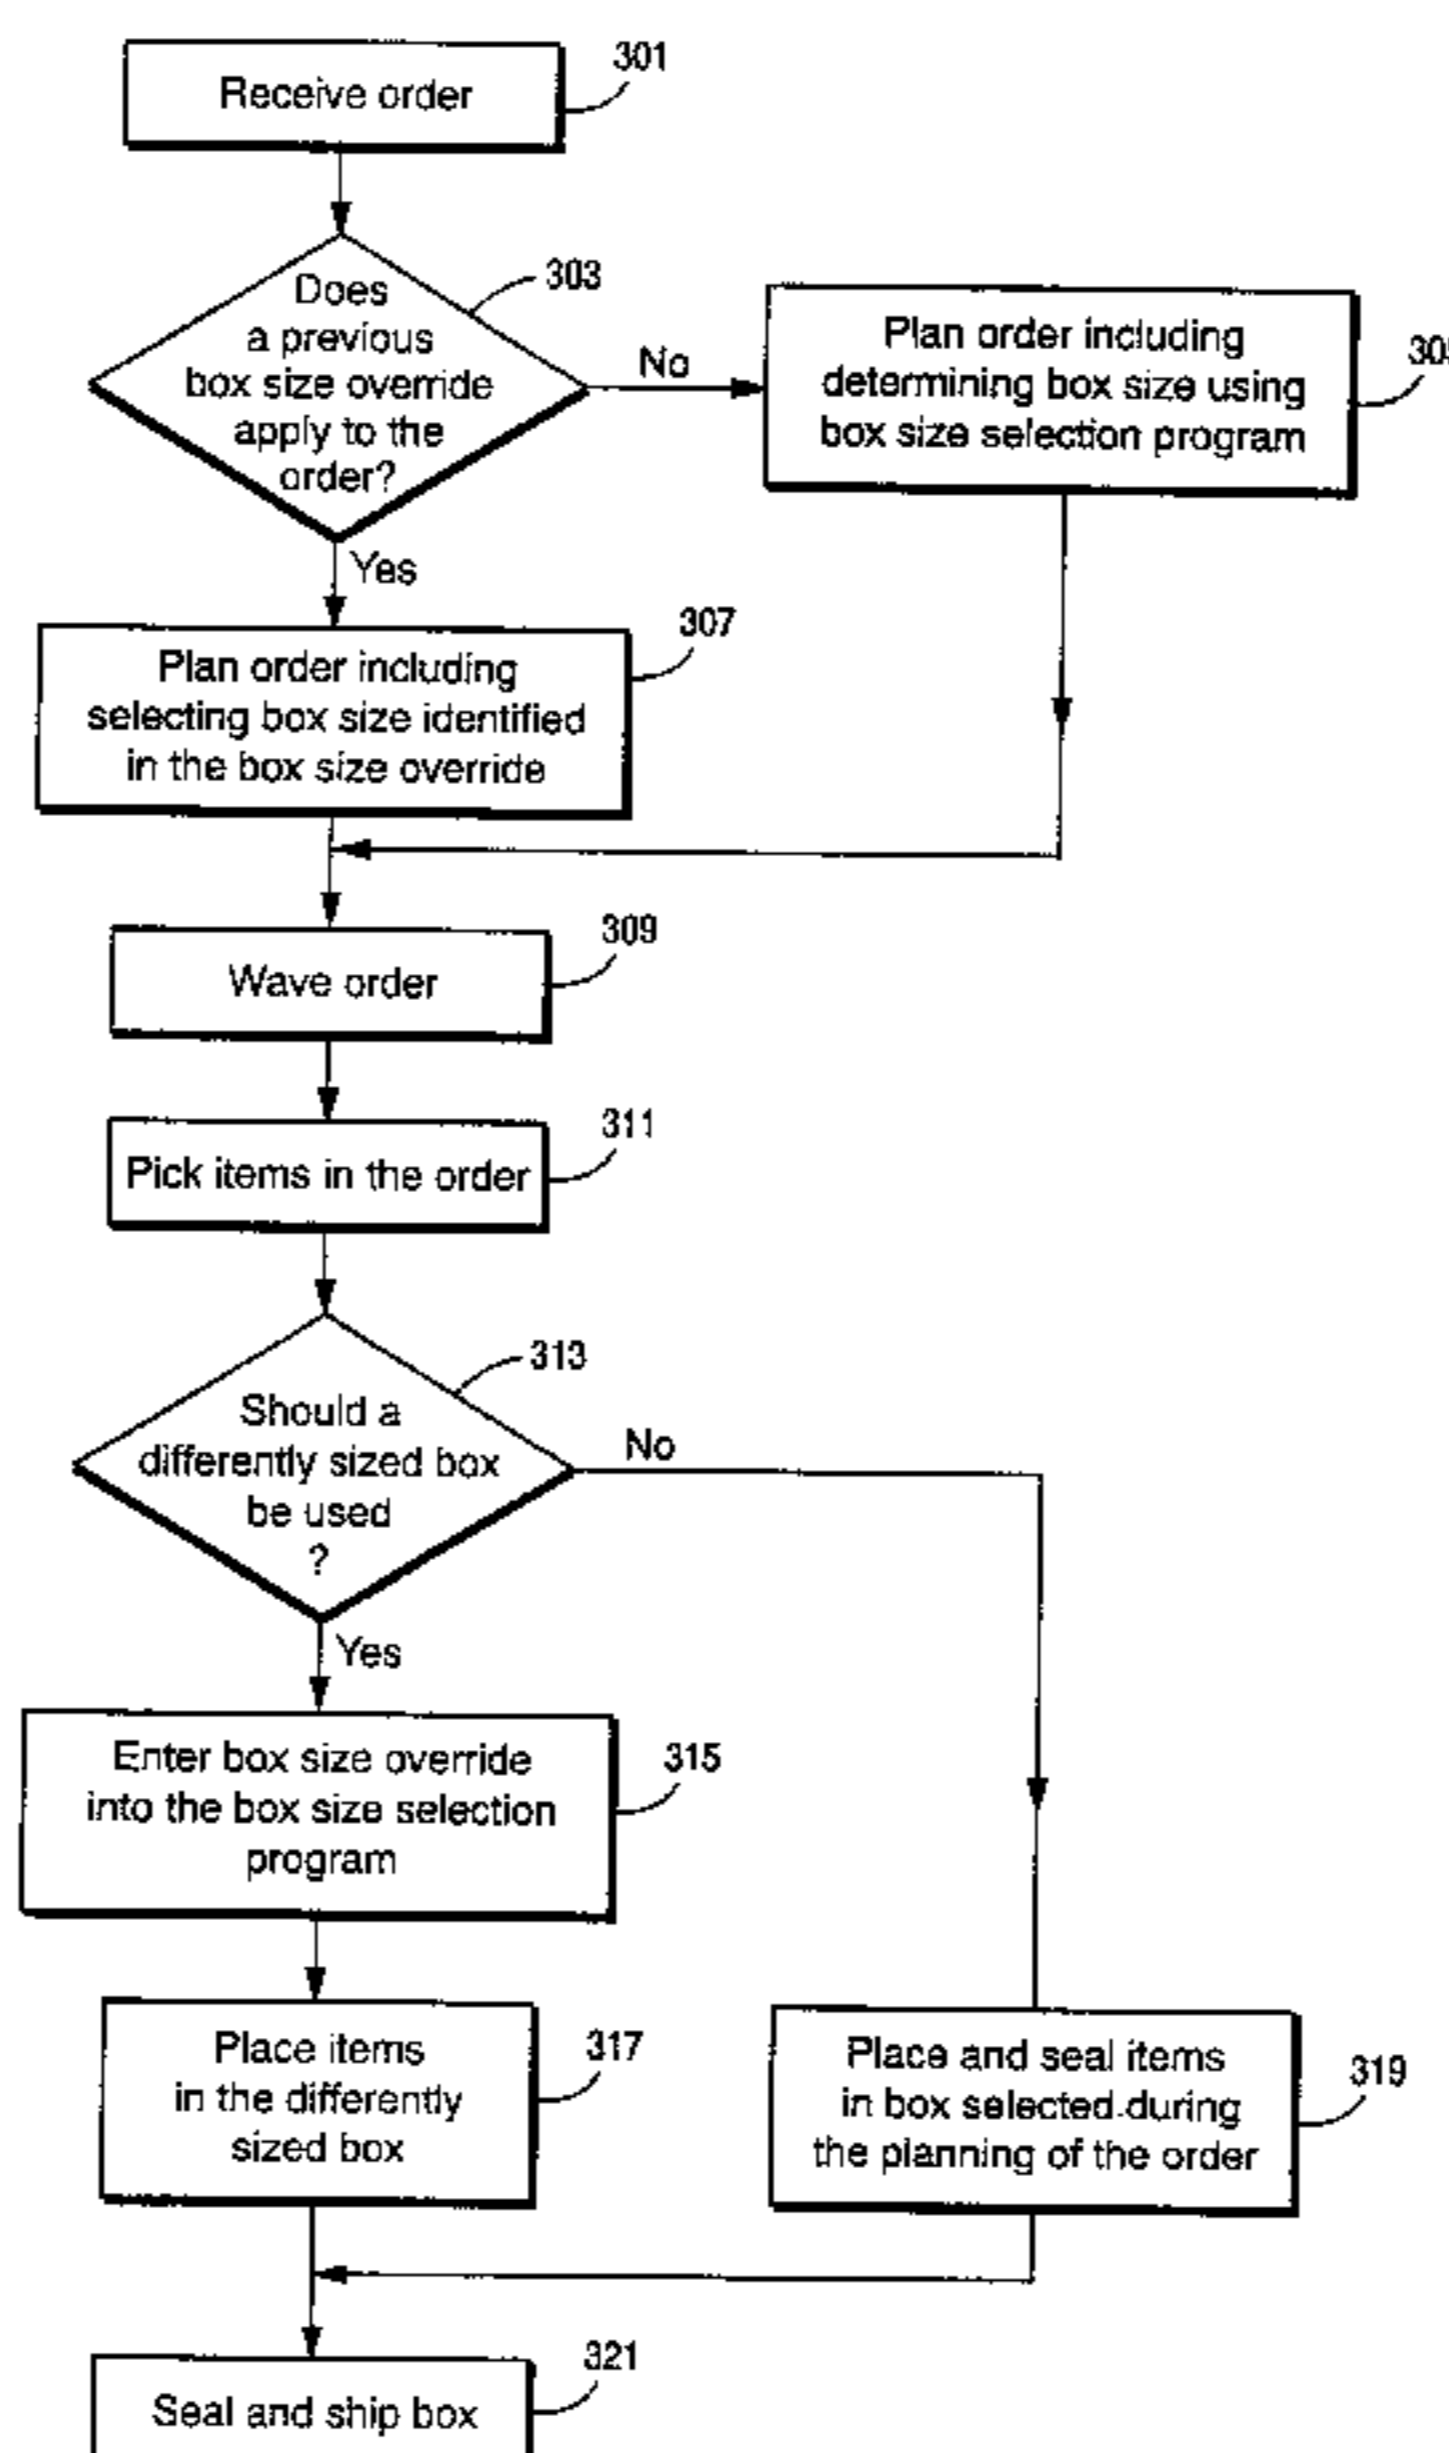 Receive order
301
Does
a previous
box size override
apply to the
order?
303
No
Plan order including
determining box size using
box size selection program
Yes
Plan order including
selecting box size identified
in the box size override
307
Wave order
309
Pick items in the order
311
Should a
differently sized box
be used
?
313
No
Yes
Enter box size override
into the box size selection
program
315
Place items
in the differently
sized box
317
Place and seal items
in box selected during
the planning of the order
319
Seal and ship box
321